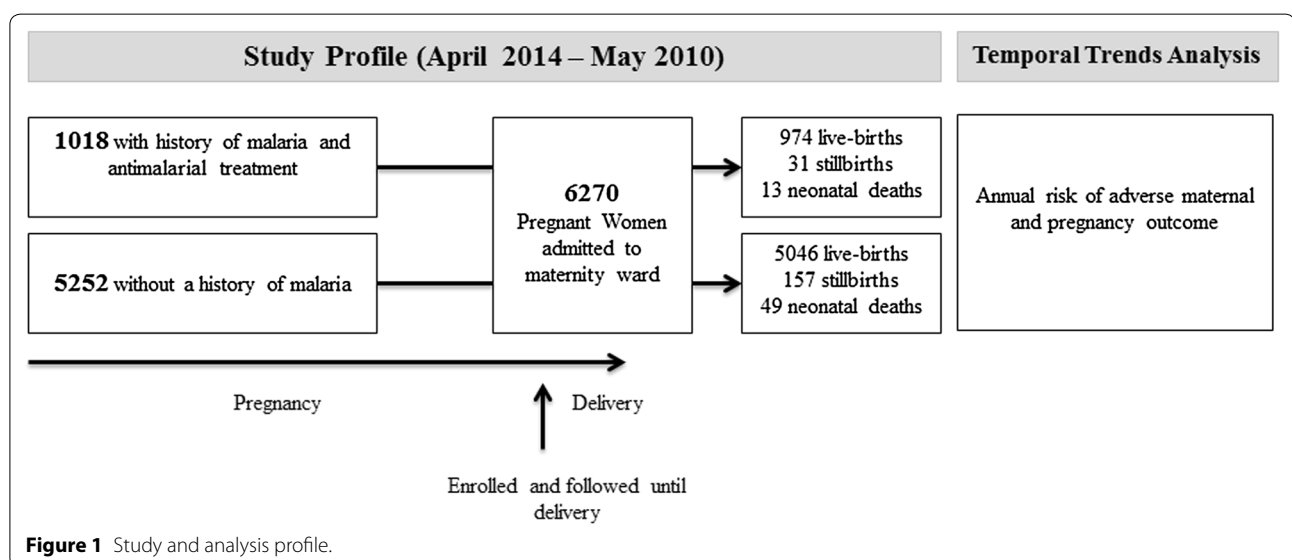 Study Profile (April 2014 – May 2010)
Temporal Trends Analysis
1018 with history of malaria and
antimalarial treatment
5252 without a history of malaria
6270
Pregnant Women
admitted to
maternity ward
974 live-births
31 stillbirths
13 neonatal deaths
5046 live-births
157 stillbirths
49 neonatal deaths
Annual risk of adverse maternal
and pregnancy outcome
Pregnancy
Delivery
Enrolled and followed until
delivery
Figure 1 Study and analysis profile.